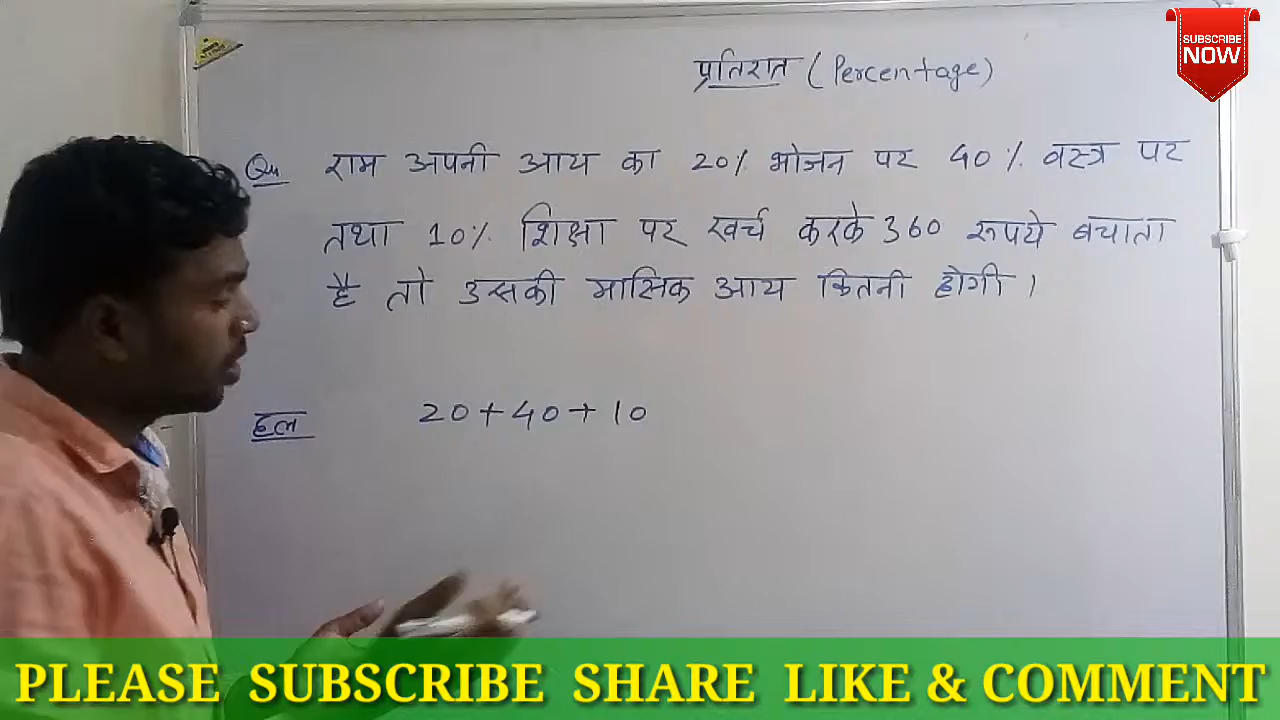 SUBSCRIBE
NOW
प्रतिशत (Percentage)
Qu राम अपनी आय का 20% भोजन पर 40% वस्त्र पर
तथा 10% शिक्षा पर खर्च करके 360 रूपये बचाता
है तो उसकी मासिक आय कितनी होगी।
हल 20+40+10
PLEASE SUBSCRIBE SHARE LIKE & COMMENT